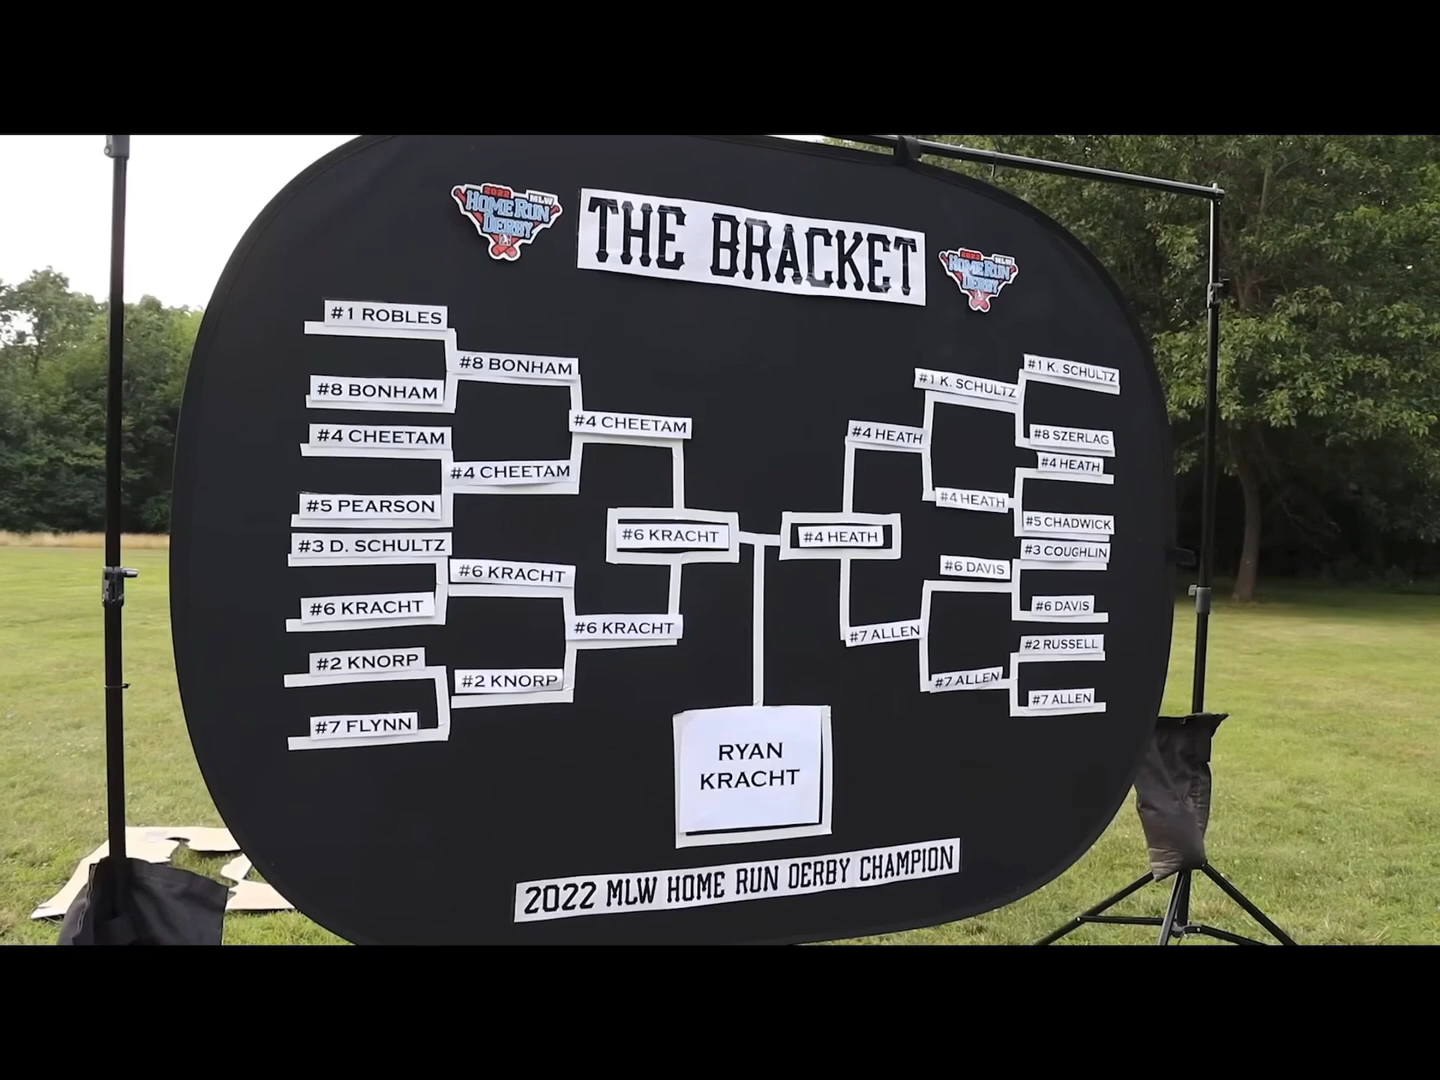 2022 MLW
HOME RUN
DERBY
THE BRACKET
2022 MLW
HOME RUN
DERBY
#1 ROBLES
#8 BONHAM
#4 CHEETAM
#5 PEARSON
#3 D. SCHULTZ
#6 KRACHT
#2 KNORP
#7 FLYNN
#8 BONHAM
#4 CHEETAM
#6 KRACHT
#2 KNORP
#4 CHEETAM
#6 KRACHT
#6 KRACHT
#4 HEATH
#4 HEATH
#7 ALLEN
#1 K. SCHULTZ
#4 HEATH
#6 DAVIS
#7 ALLEN
#1 K. SCHULTZ
#8 SZERLAG
#4 HEATH
#5 CHADWICK
#3 COUGHLIN
#6 DAVIS
#2 RUSSELL
#7 ALLEN
RYAN
KRACHT
2022 MLW HOME RUN DERBY CHAMPION